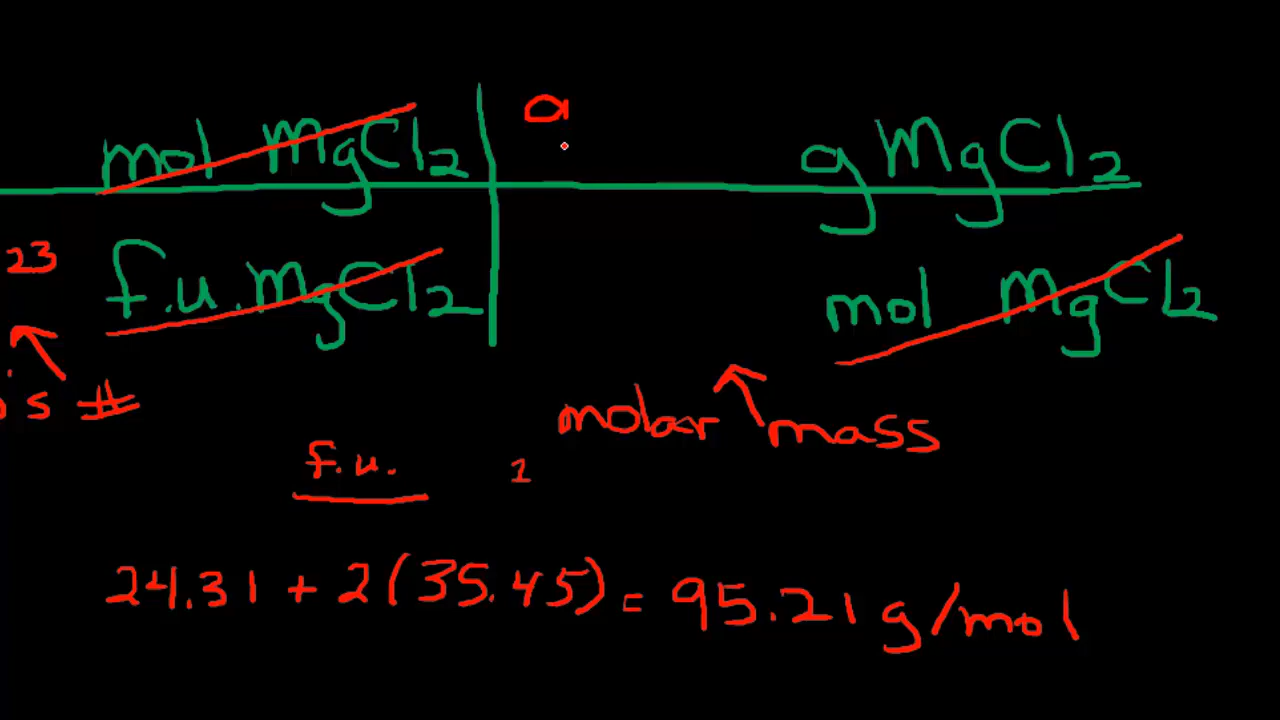 mol MgCl2 g MgCl2
23 f.u. MgCl2 mol MgCl2
's # molar mass
f.u. 1
24.31 + 2(35.45) = 95.21 g/mol